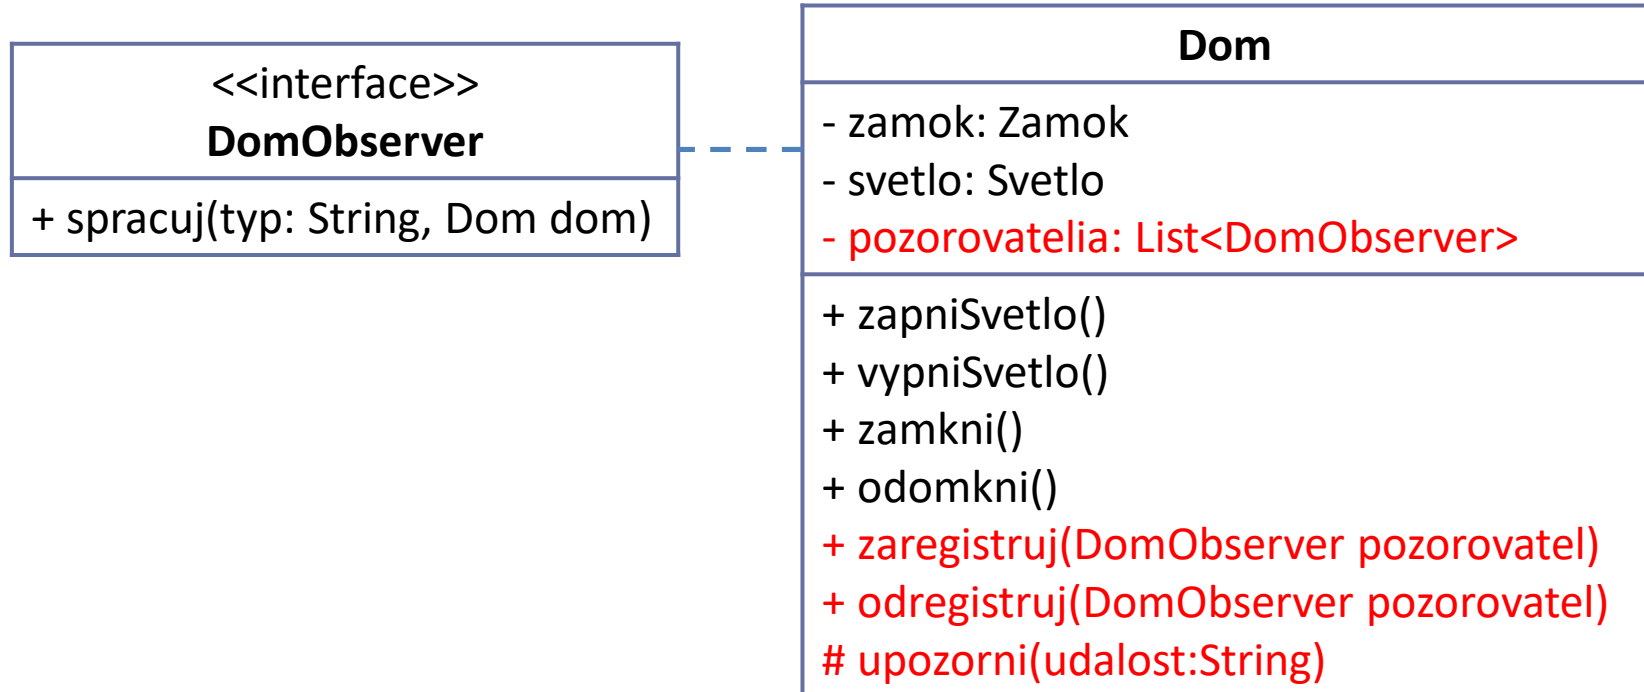 <<interface>>
DomObserver
+ spracuj(typ: String, Dom dom)
Dom
- zamok: Zamok
- svetlo: Svetlo
- pozorovatelia: List<DomObserver>
+ zapniSvetlo()
+ vypniSvetlo()
+ zamkni()
+ odomkni()
+ zaregistruj(DomObserver pozorovatel)
+ odregistruj(DomObserver pozorovatel)
# upozorni(udalost:String)